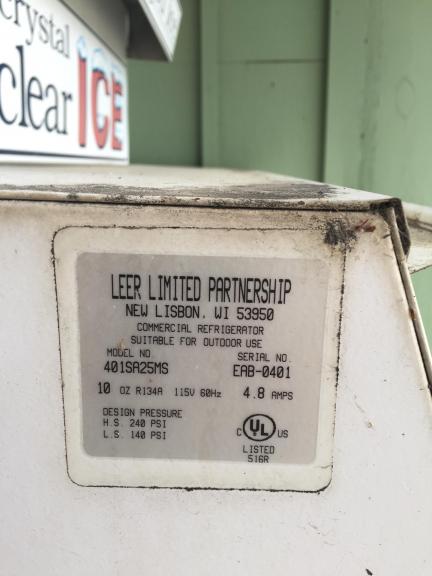 crystal
clear ICE
LEER LIMITED PARTNERSHIP
NEW LISBON, WI 53950
COMMERCIAL REFRIGERATOR
SUITABLE FOR OUTDOOR USE
MODEL NO SERIAL NO.
401SA25MS EAB-0401
10 OZ R134A 115V 60Hz 4.8 AMPS
DESIGN PRESSURE
H.S. 240 PSI
L.S. 140 PSI
C UL US
LISTED
516R